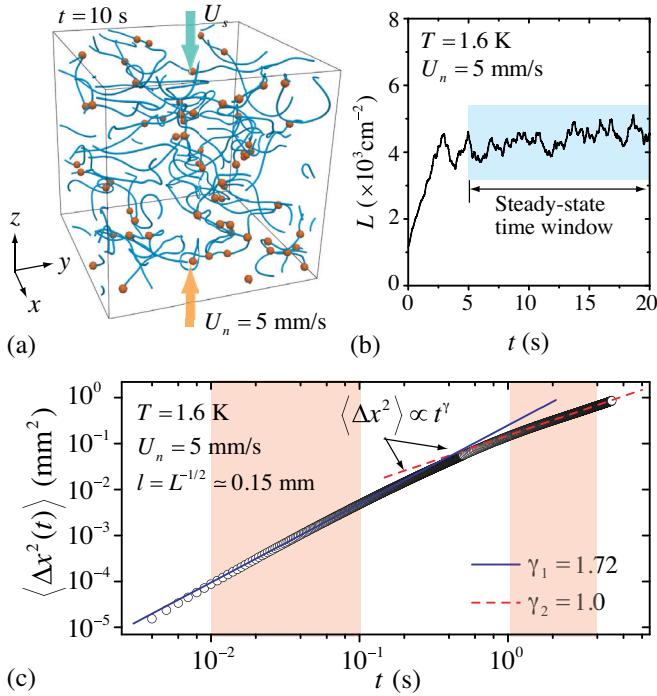 t = 10 s
U_s
z
y
x
U_n = 5 mm/s
(a)
T = 1.6 K
U_n = 5 mm/s
L (×10³cm⁻²)
8
6
4
2
0
Steady-state
time window
0 5 10 15 20
t (s)
(b)
⟨Δx²(t)⟩ (mm²)
10⁰
10⁻¹
10⁻²
10⁻³
10⁻⁴
10⁻⁵
T = 1.6 K
U_n = 5 mm/s
l = L^{-1/2} ≃ 0.15 mm
⟨Δx²⟩ ∝ t^γ
γ₁ = 1.72
γ₂ = 1.0
10⁻² 10⁻¹ 10⁰
t (s)
(c)